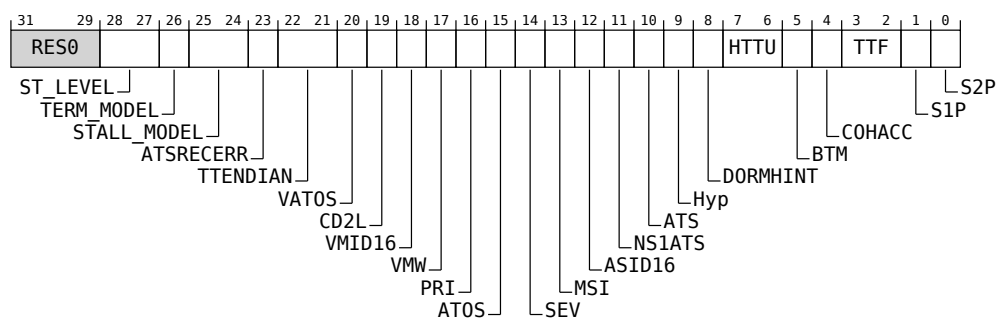 31 29 28 27 26 25 24 23 22 21 20 19 18 17 16 15 14 13 12 11 10 9 8 7 6 5 4 3 2 1 0
RES0 HTTU TTF
ST_LEVEL S2P
TERM_MODEL S1P
STALL_MODEL COHACC
ATSRECERR BTM
TTENDIAN DORMHINT
VATOS Hyp
CD2L ATS
VMID16 NS1ATS
VMW ASID16
PRI MSI
ATOS SEV